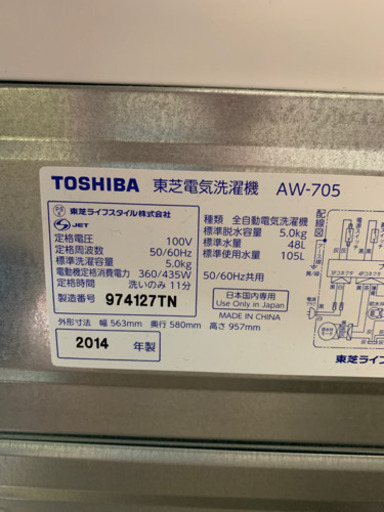 TOSHIBA 東芝電気洗濯機 AW-705
東芝ライフスタイル株式会社
JET
定格電圧 100V
定格周波数 50/60Hz
標準洗濯容量 5.0kg
電動機定格消費電力 360/435W
定格時間 洗いのみ 11分
製造番号 974127TN
種類 全自動電気洗濯機
標準脱水容量 5.0kg
標準水量 48L
標準使用水量 105L
50/60Hz共用
日本国内専用
Use Only in Japan
MADE IN CHINA
外形寸法 幅 563mm 奥行 580mm 高さ 957mm
2014 年製
配線図
東芝ライフス